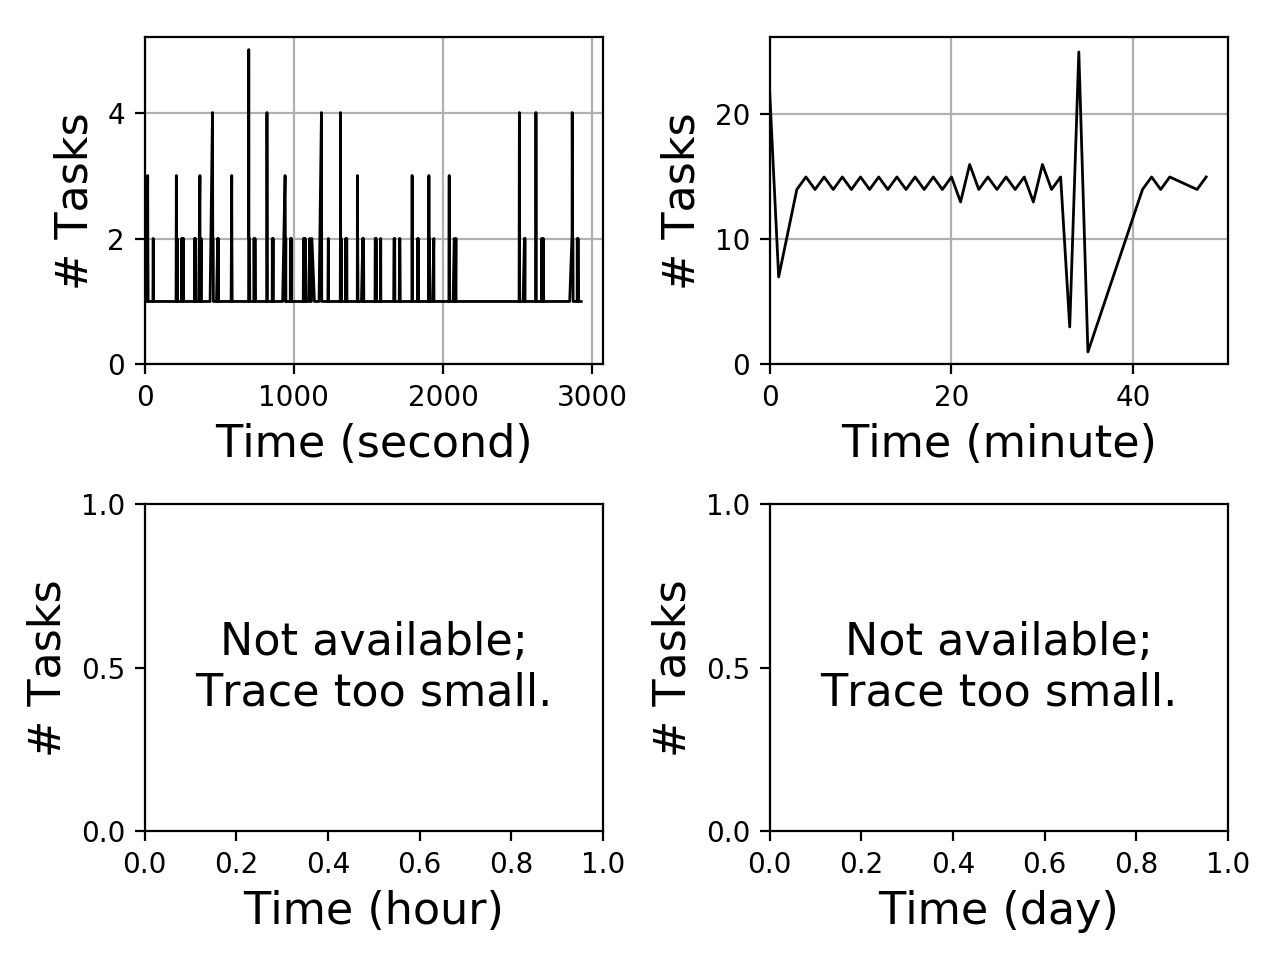 # Tasks
4
2
0
0 1000 2000 3000
Time (second)
# Tasks
20
10
0
0 20 40
Time (minute)
# Tasks
1.0
0.5
0.0
Not available;
Trace too small.
0.0 0.2 0.4 0.6 0.8 1.0
Time (hour)
# Tasks
1.0
0.5
0.0
Not available;
Trace too small.
0.0 0.2 0.4 0.6 0.8 1.0
Time (day)